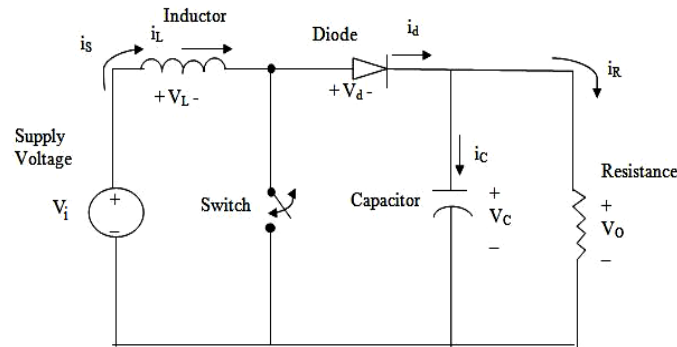 Inductor
iS
iL
Diode
id
iR
+VL-
+Vd-
Supply
Voltage
Vi
+
-
Switch
Capacitor
iC
+
VC
-
Resistance
+
VO
-